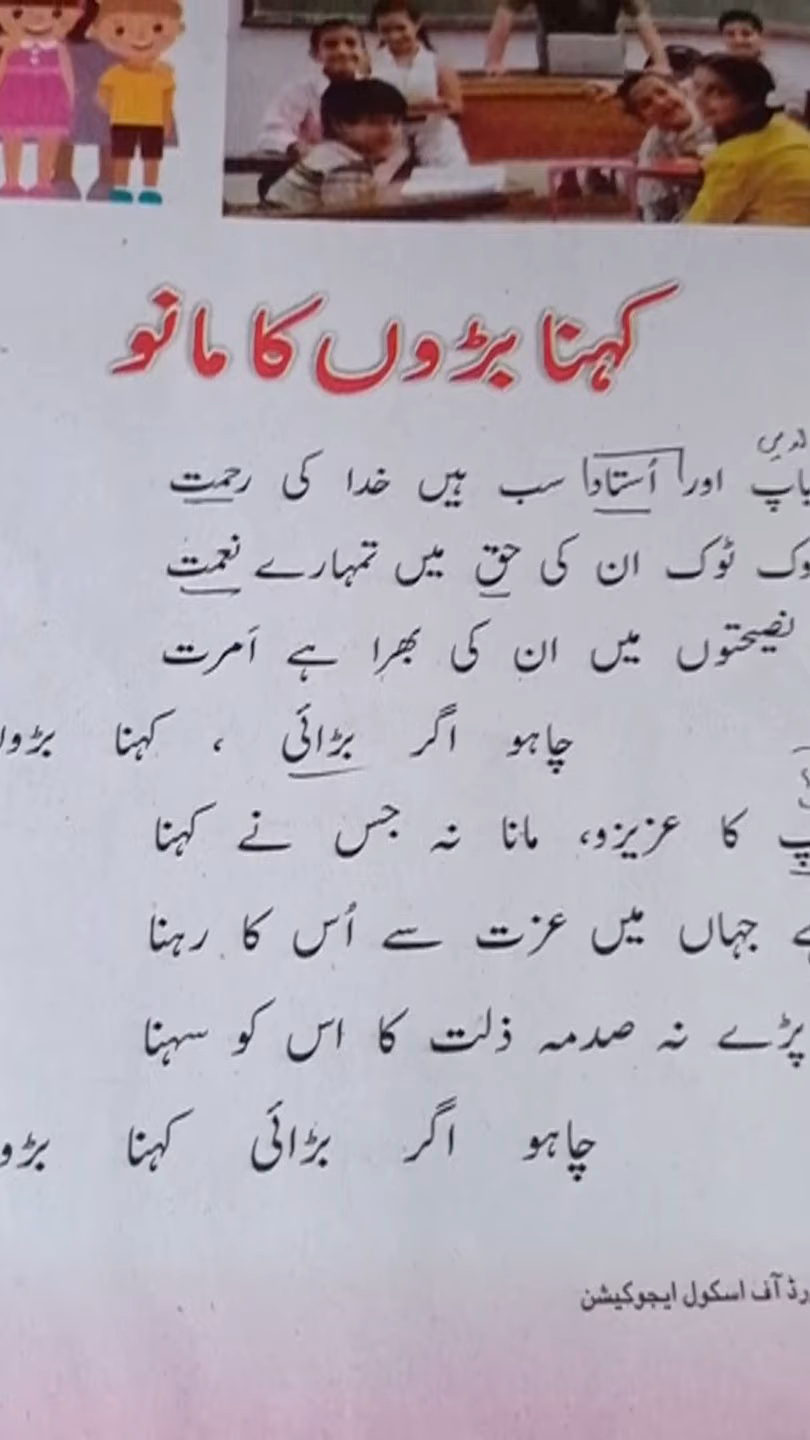 کہنا بڑوں کا مانو
باپ اور اُستاد سب ہیں خدا کی رحمت
ٹوک ان کی حق میں تمہارے نعمت
نصیحتوں میں ان کی بھرا ہے اَمرت
چاہو اگر بڑائی ، کہنا
کا عزیزو، مانا نہ جس نے کہنا
جہاں میں عزت سے اُس کا رہنا
پڑے نہ صدمہ ذلت کا اس کو سہنا
چاہو اگر بڑائی کہنا
آف اسکول ایجوکیشن